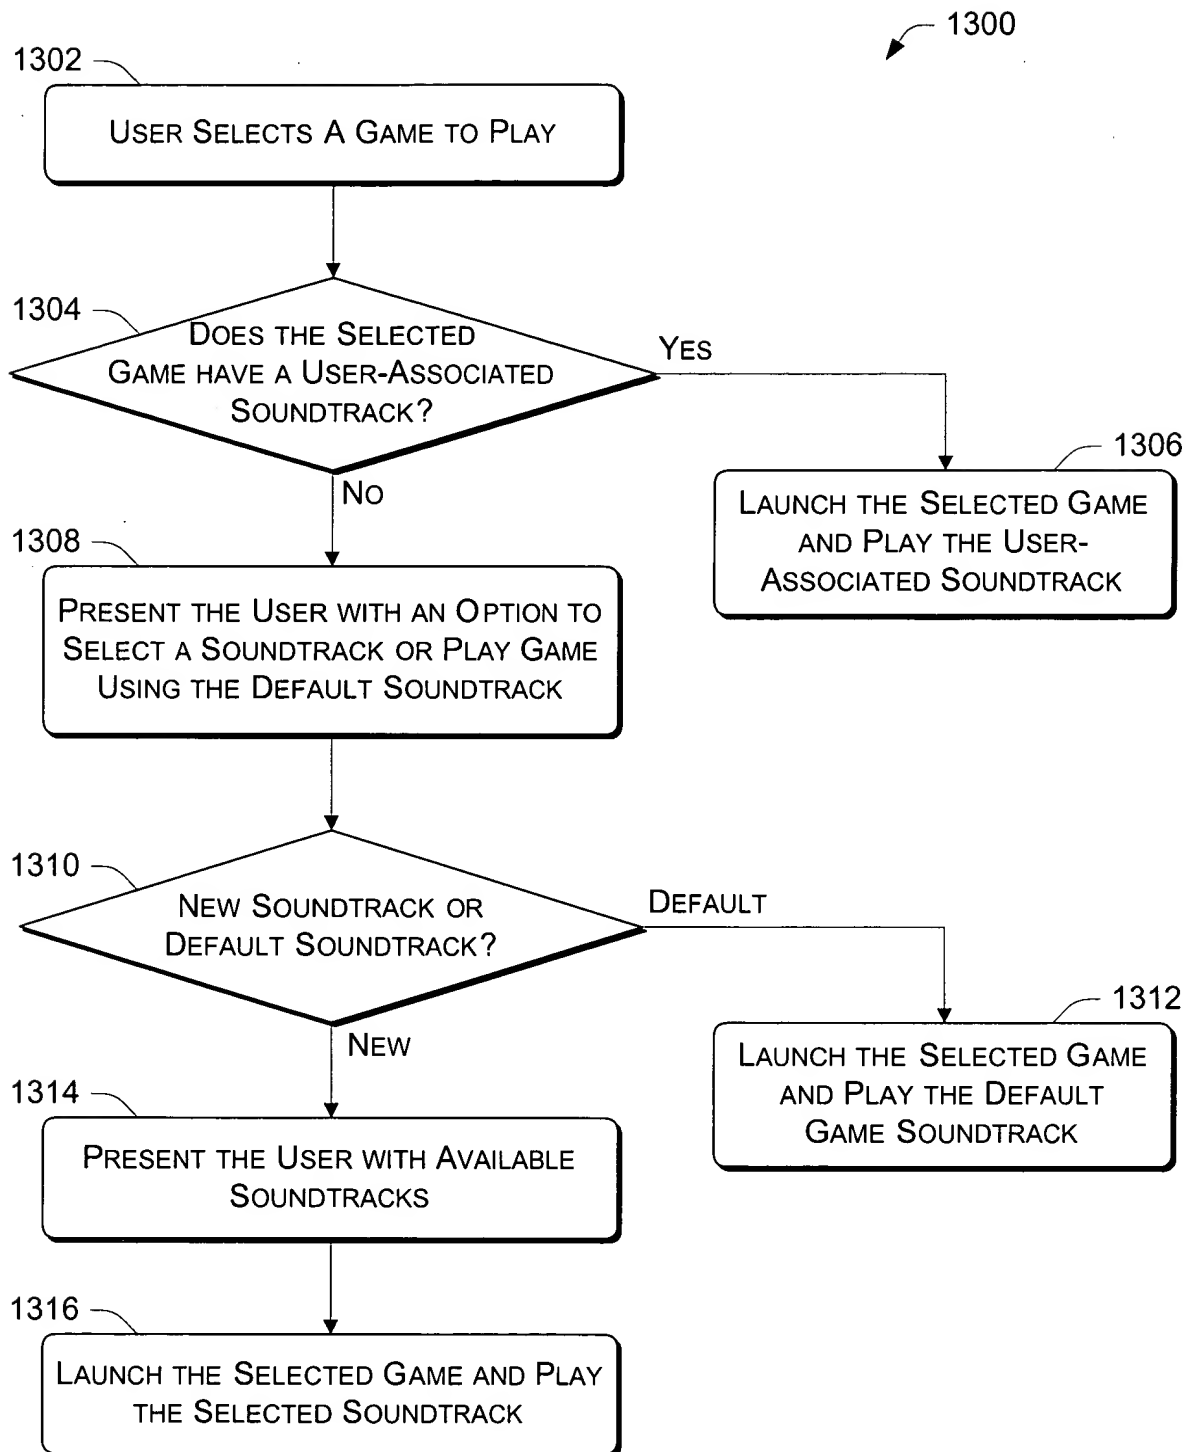 1300
1302
USER SELECTS A GAME TO PLAY
1304
DOES THE SELECTED
GAME HAVE A USER-ASSOCIATED
SOUNDTRACK?
YES
NO
1306
LAUNCH THE SELECTED GAME
AND PLAY THE USER-
ASSOCIATED SOUNDTRACK
1308
PRESENT THE USER WITH AN OPTION TO
SELECT A SOUNDTRACK OR PLAY GAME
USING THE DEFAULT SOUNDTRACK
1310
NEW SOUNDTRACK OR
DEFAULT SOUNDTRACK?
DEFAULT
NEW
1312
LAUNCH THE SELECTED GAME
AND PLAY THE DEFAULT
GAME SOUNDTRACK
1314
PRESENT THE USER WITH AVAILABLE
SOUNDTRACKS
1316
LAUNCH THE SELECTED GAME AND PLAY
THE SELECTED SOUNDTRACK